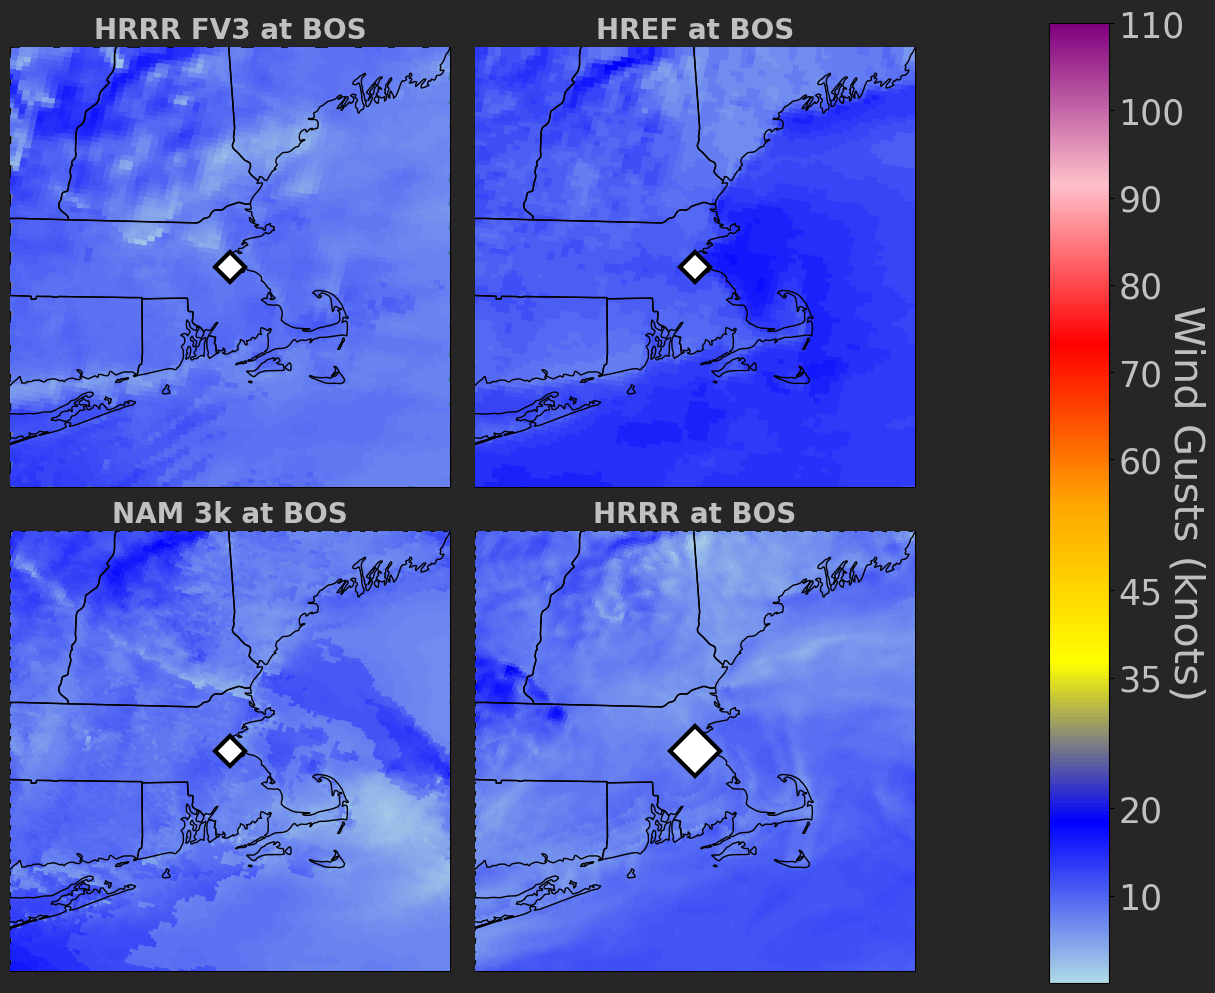 HRRR FV3 at BOS
HREF at BOS
NAM 3k at BOS
HRRR at BOS
110
100
90
80
70
60
45
35
20
10
Wind Gusts (knots)